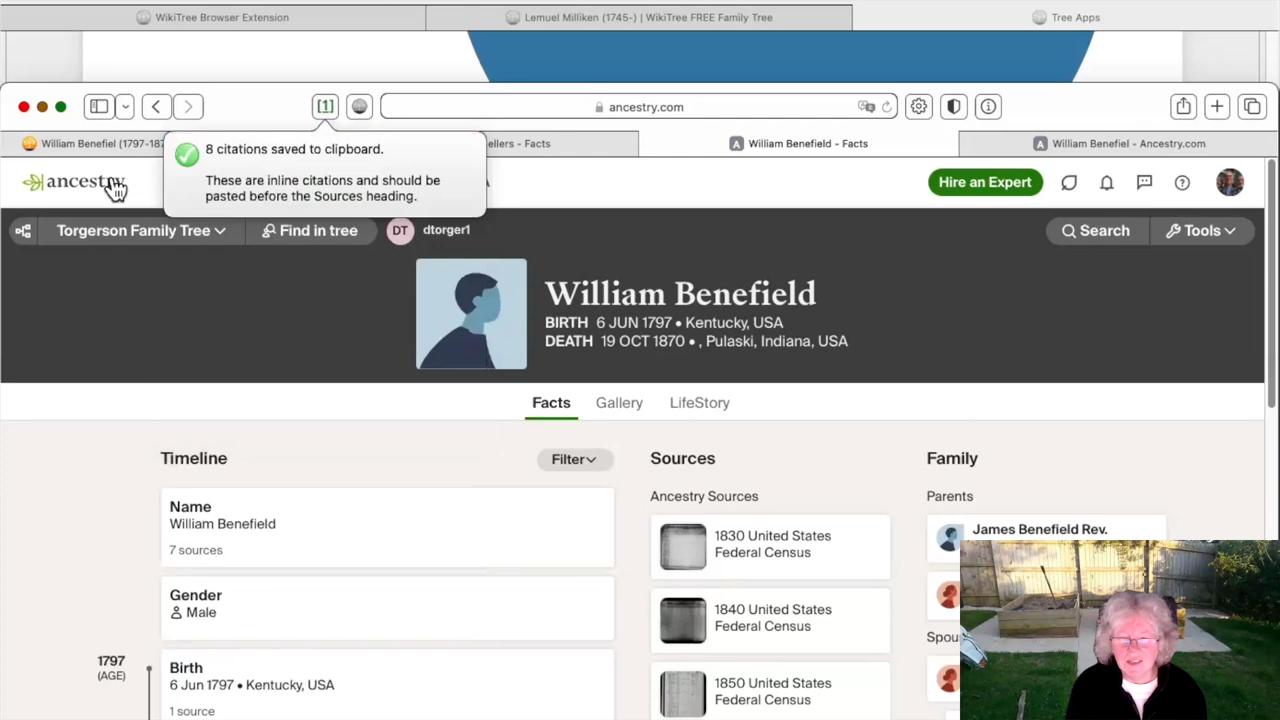 WikiTree Browser Extension
Lemuel Milliken (1745-) | WikiTree FREE Family Tree
Tree Apps
[1]
ancestry.com
William Benefiel (1797-187
ellers - Facts
William Benefield - Facts
William Benefiel - Ancestry.com
8 citations saved to clipboard.
These are inline citations and should be
pasted before the Sources heading.
ancestry
Hire an Expert
Torgerson Family Tree
Find in tree
DT
dtorger1
Search
Tools
William Benefield
BIRTH 6 JUN 1797 • Kentucky, USA
DEATH 19 OCT 1870 • , Pulaski, Indiana, USA
Facts
Gallery
LifeStory
Timeline
Filter
Name
William Benefield
7 sources
Gender
Male
1797
(AGE)
Birth
6 Jun 1797 • Kentucky, USA
1 source
Sources
Ancestry Sources
1830 United States
Federal Census
1840 United States
Federal Census
1850 United States
Federal Census
Family
Parents
James Benefield Rev.
Spou